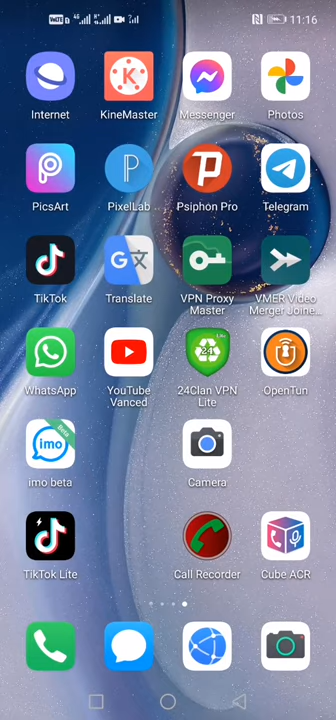 11:16
Internet
KineMaster
Messenger
Photos
PicsArt
PixelLab
Psiphon Pro
Telegram
TikTok
Translate
VPN Proxy
Master
VMER Video
Merger Joine...
WhatsApp
YouTube
Vanced
24Clan VPN
Lite
OpenTun
imo beta
Camera
TikTok Lite
Call Recorder
Cube ACR